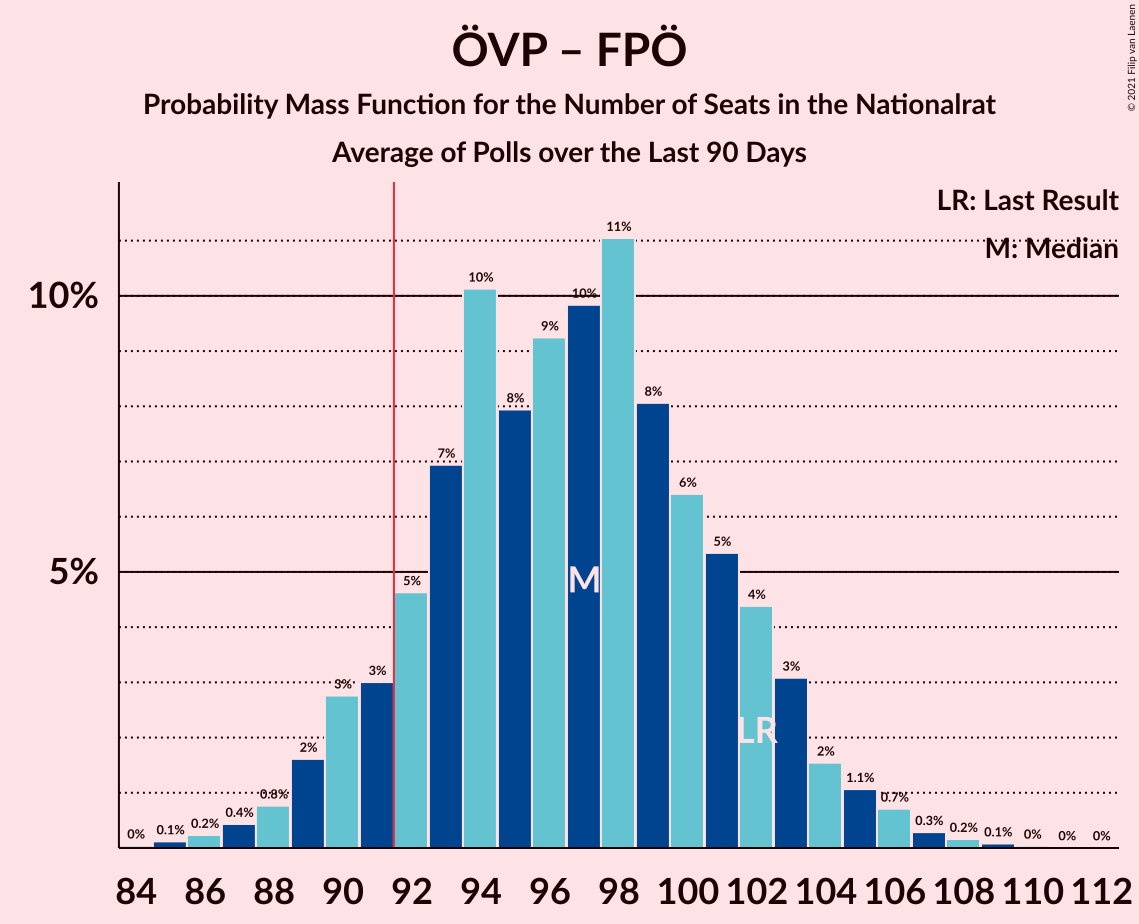 ÖVP – FPÖ
Probability Mass Function for the Number of Seats in the Nationalrat
Average of Polls over the Last 90 Days
© 2021 Filip van Laenen
LR: Last Result
M: Median
10%
5%
0% 0.1% 0.2% 0.4% 0.8% 2% 3% 3% 5% 7% 10% 8% 9% 10% 11% 8% 6% 5% 4% 3% 2% 1.1% 0.7% 0.3% 0.2% 0.1% 0% 0% 0%
M
LR
84 86 88 90 92 94 96 98 100 102 104 106 108 110 112